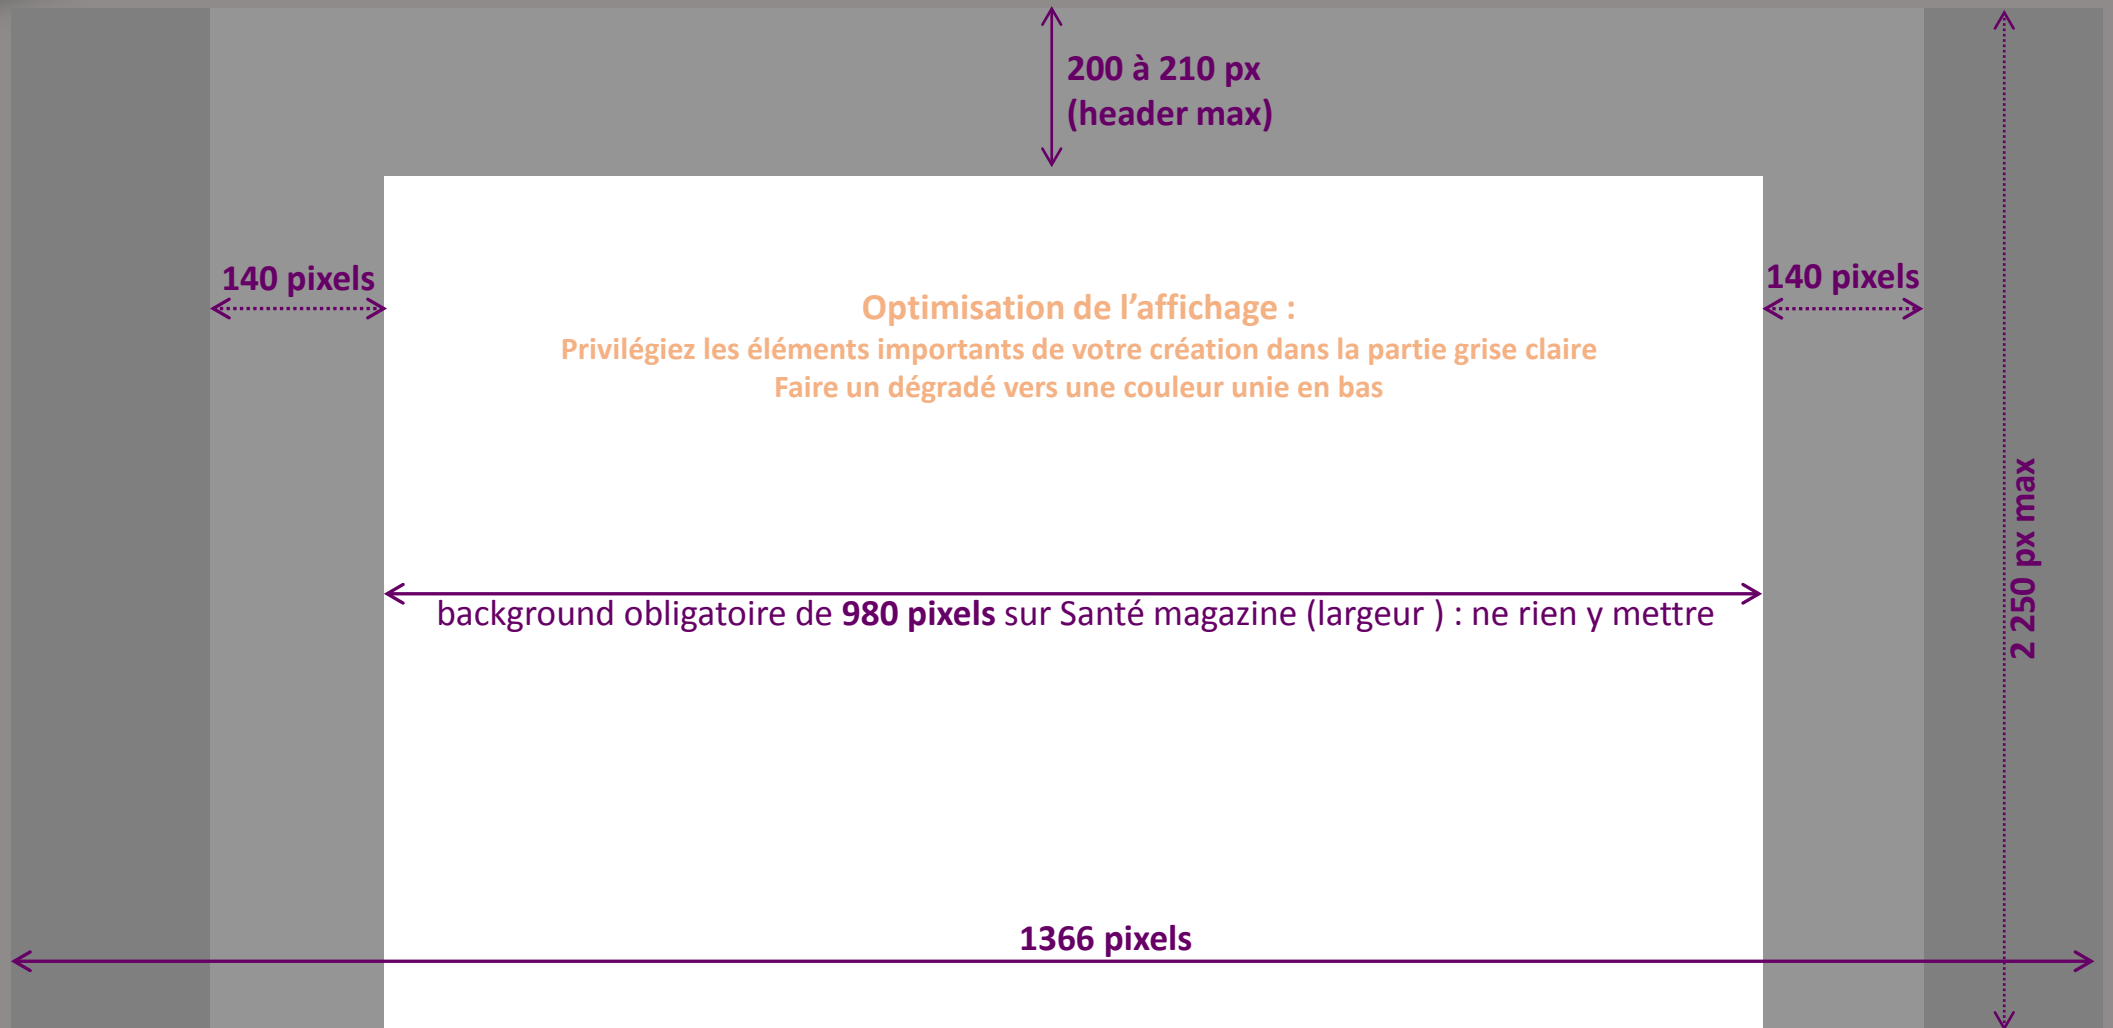 200 à 210 px
(header max)
140 pixels
140 pixels
Optimisation de l’affichage :
Privilégiez les éléments importants de votre création dans la partie grise claire
Faire un dégradé vers une couleur unie en bas
2 250 px max
background obligatoire de 980 pixels sur Santé magazine (largeur ) : ne rien y mettre
1366 pixels